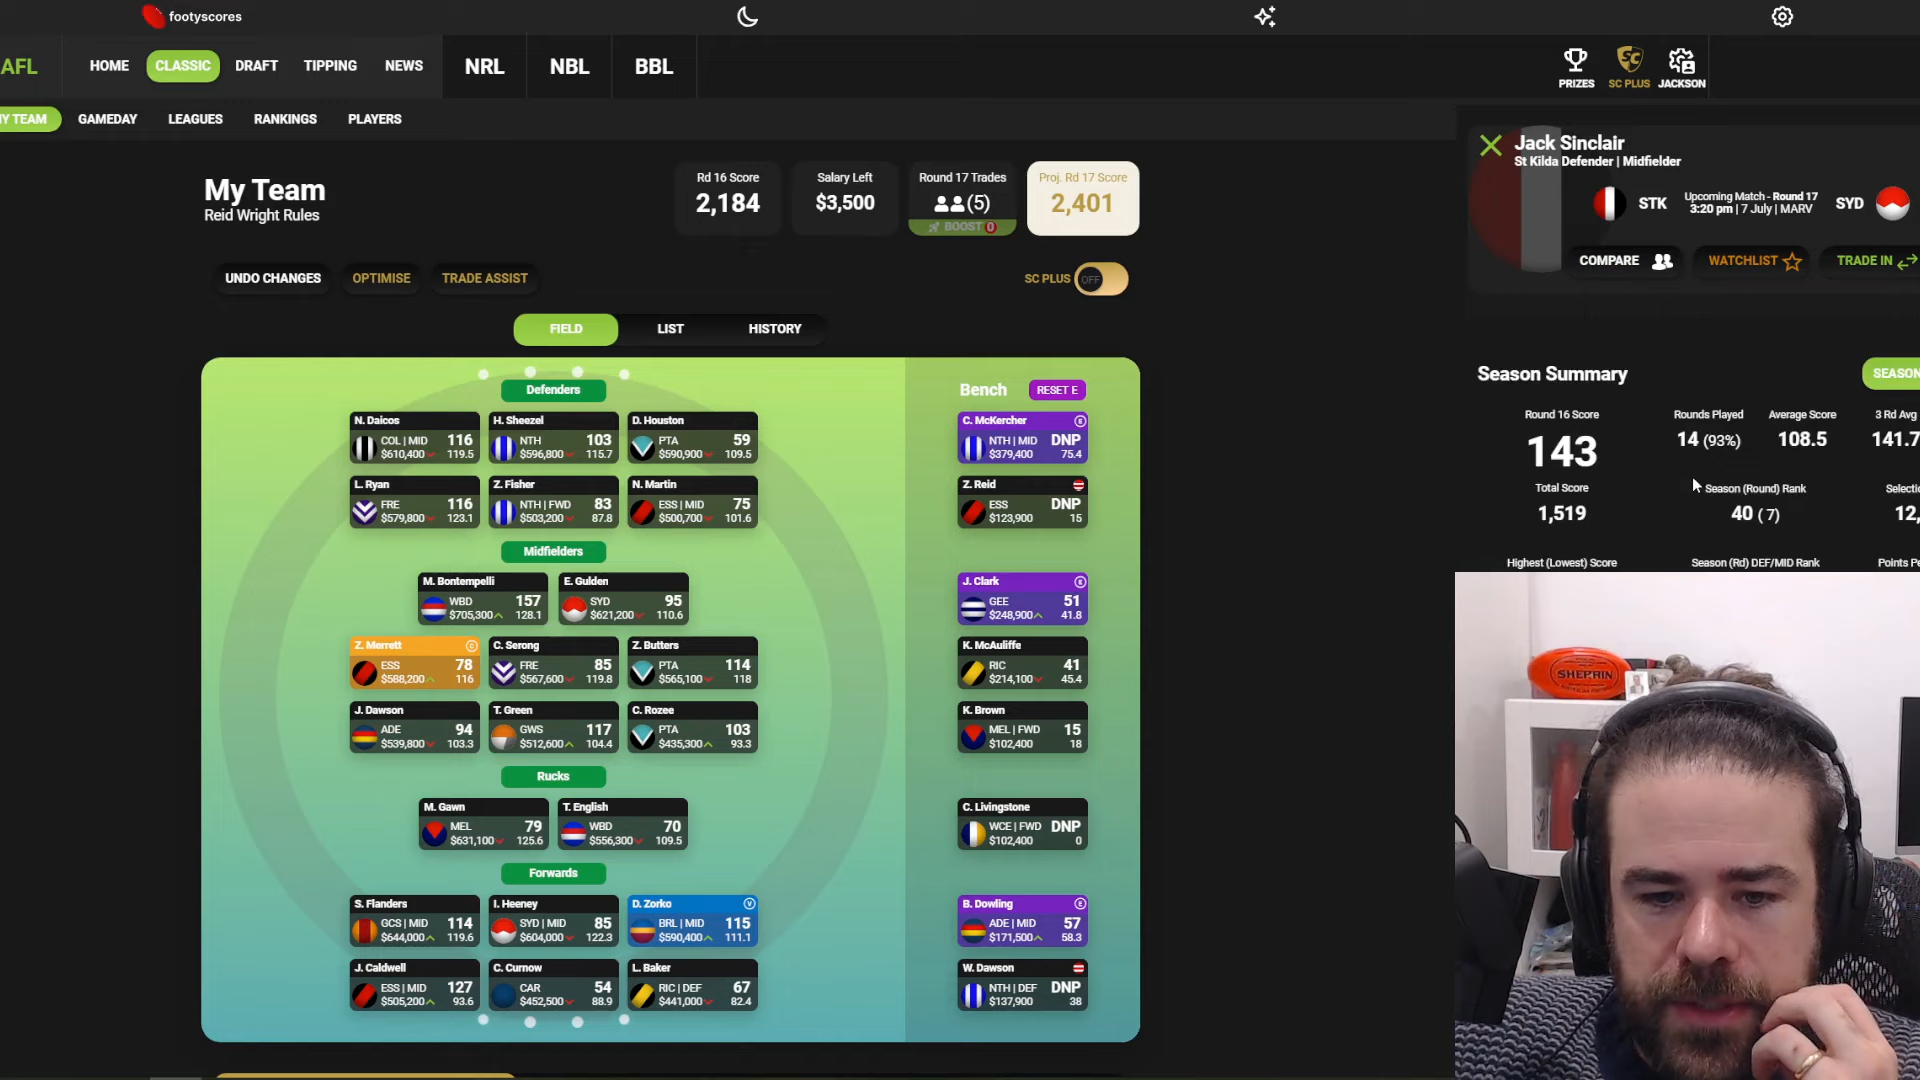 footyscores
AFL HOME CLASSIC DRAFT TIPPING NEWS NRL NBL BBL PRIZES SC PLUS JACKSON
Y TEAM GAMEDAY LEAGUES RANKINGS PLAYERS
My Team
Reid Wright Rules
Rd 16 Score
2,184
Salary Left
$3,500
Round 17 Trades
(5)
BOOST 0
Proj. Rd 17 Score
2,401
UNDO CHANGES OPTIMISE TRADE ASSIST SC PLUS OFF
FIELD LIST HISTORY
Defenders
N. Daicos
COL | MID 116
$610,400 119.5
H. Sheezel
NTH 103
$596,800 115.7
D. Houston
PTA 59
$590,900 109.5
L. Ryan
FRE 116
$579,800 123.1
Z. Fisher
NTH | FWD 83
$503,200 87.8
N. Martin
ESS | MID 75
$500,700 101.6
Midfielders
M. Bontempelli
WBD 157
$705,300 128.1
E. Gulden
SYD 95
$621,200 110.6
Z. Merrett C
ESS 78
$588,200 116
C. Serong
FRE 85
$567,600 119.8
Z. Butters
PTA 114
$565,100 118
J. Dawson
ADE 94
$539,800 103.3
T. Green
GWS 117
$512,600 104.4
C. Rozee
PTA 103
$435,300 93.3
Rucks
M. Gawn
MEL 79
$631,100 125.6
T. English
WBD 70
$556,300 109.5
Forwards
S. Flanders
GCS | MID 114
$644,000 119.6
I. Heeney
SYD | MID 85
$604,000 122.3
D. Zorko V
BRL | MID 115
$590,400 111.1
J. Caldwell
ESS | MID 127
$505,200 93.6
C. Curnow
CAR 54
$452,500 88.9
L. Baker
RIC | DEF 67
$441,000 82.4
Bench RESET E
C. McKercher E
NTH | MID DNP
$379,400 75.4
Z. Reid
ESS DNP
$123,900 15
J. Clark E
GEE 51
$248,900 41.8
K. McAuliffe
RIC 41
$214,100 45.4
K. Brown
MEL | FWD 15
$102,400 18
C. Livingstone
WCE | FWD DNP
$102,400 0
B. Dowling E
ADE | MID 57
$171,500 58.3
W. Dawson
NTH | DEF DNP
$137,900 38
Jack Sinclair
St Kilda Defender | Midfielder
STK
Upcoming Match - Round 17
3:20 pm | 7 July | MARV
SYD
COMPARE WATCHLIST TRADE IN
Season Summary SEASON
Round 16 Score
143
Rounds Played
14 (93%)
Average Score
108.5
3 Rd Avg
141.7
Total Score
1,519
Season (Round) Rank
40 (7)
Selectio
12,
Highest (Lowest) Score Season (Rd) DEF/MID Rank Points Pe
SHERRIN